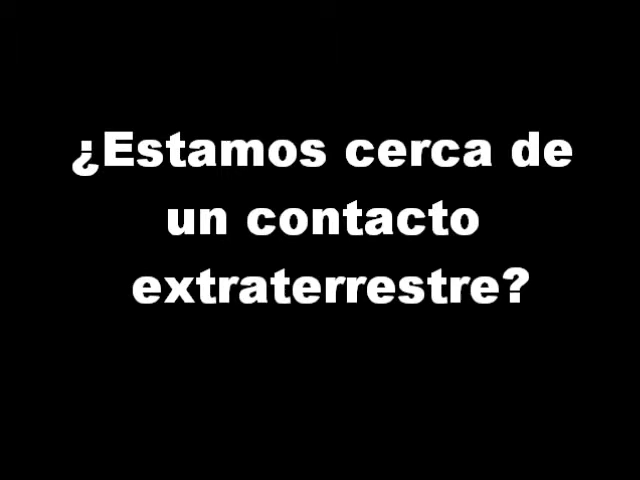 ¿Estamos cerca de
un contacto
extraterrestre?